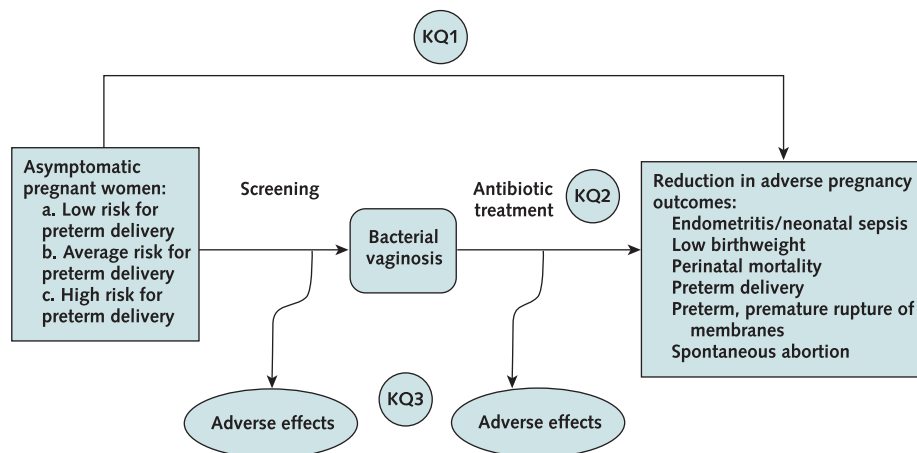 KQ1
Asymptomatic
pregnant women:
a. Low risk for
preterm delivery
b. Average risk for
preterm delivery
c. High risk for
preterm delivery
Screening
Bacterial
vaginosis
Antibiotic
treatment
KQ2
Reduction in adverse pregnancy
outcomes:
Endometritis/neonatal sepsis
Low birthweight
Perinatal mortality
Preterm delivery
Preterm, premature rupture of
membranes
Spontaneous abortion
Adverse effects
KQ3
Adverse effects